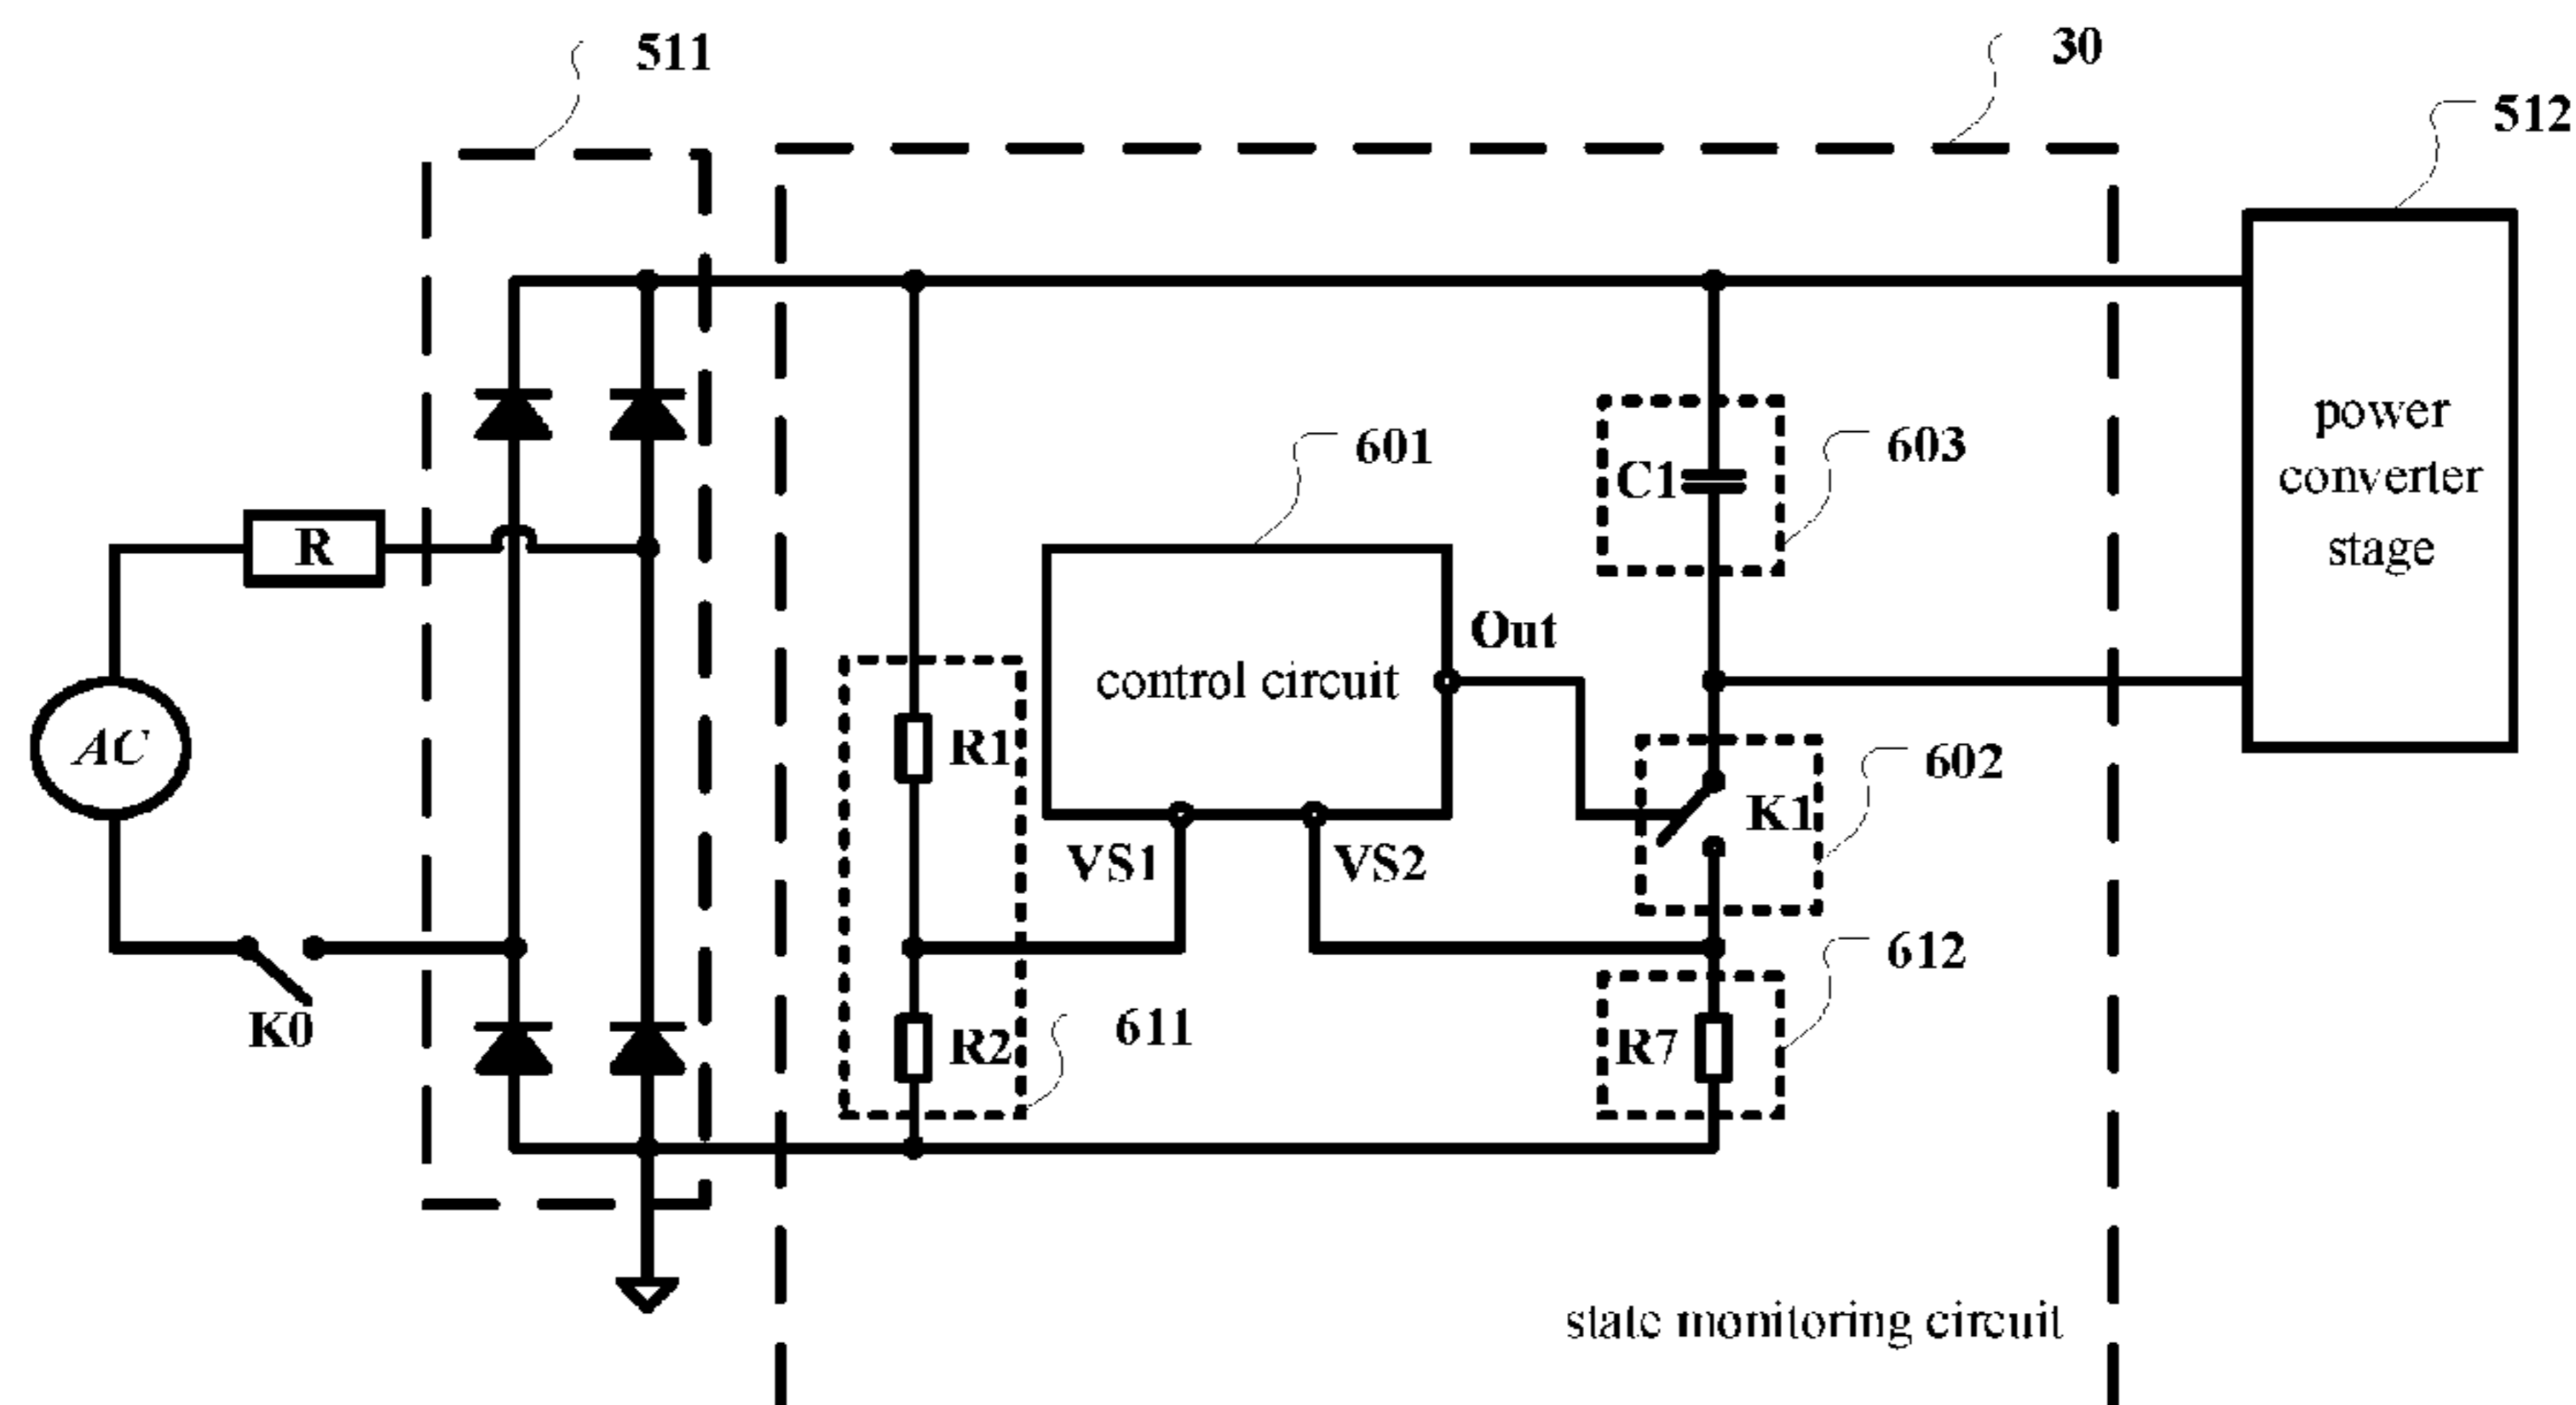 511
30
512
power
converter
stage
603
601
C1
R
Out
control circuit
R1
AC
602
K1
VS1
VS2
612
K0
R2
611
R7
state monitoring circuit